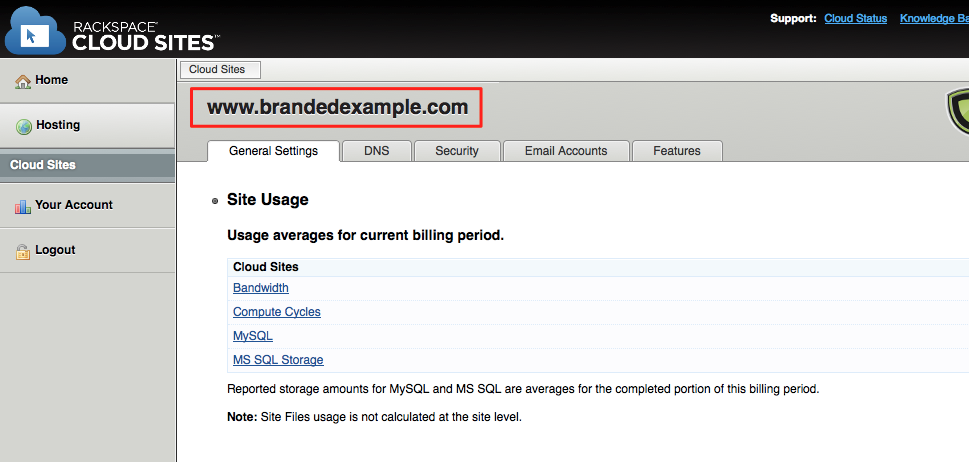 RACKSPACE®
CLOUD SITES™
Support: Cloud Status Knowledge Ba
Home
Hosting
Cloud Sites
Your Account
Logout
Cloud Sites
www.brandedexample.com
General Settings DNS Security Email Accounts Features
Site Usage
Usage averages for current billing period.
Cloud Sites
Bandwidth
Compute Cycles
MySQL
MS SQL Storage
Reported storage amounts for MySQL and MS SQL are averages for the completed portion of this billing period.
Note: Site Files usage is not calculated at the site level.